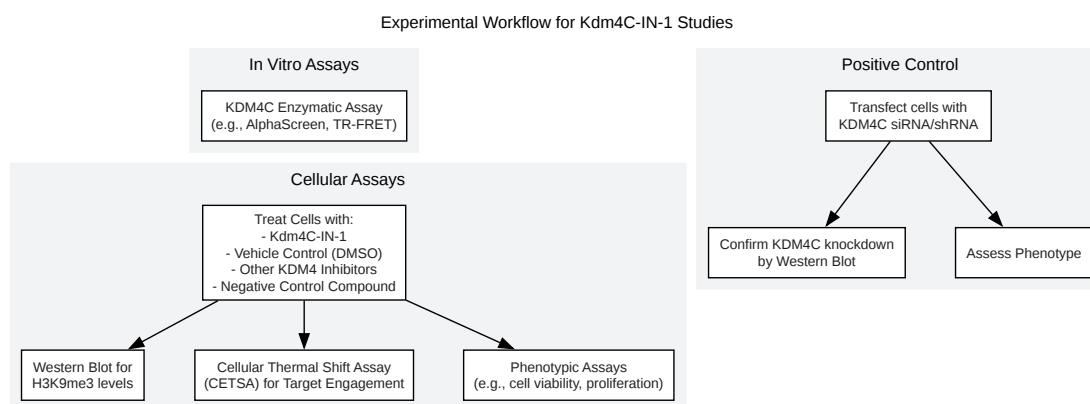 Experimental Workflow for Kdm4C-IN-1 Studies
In Vitro Assays
KDM4C Enzymatic Assay
(e.g., AlphaScreen, TR-FRET)
Positive Control
Transfect cells with
KDM4C siRNA/shRNA
Confirm KDM4C knockdown
by Western Blot
Assess Phenotype
Cellular Assays
Treat Cells with:
- Kdm4C-IN-1
- Vehicle Control (DMSO)
- Other KDM4 Inhibitors
- Negative Control Compound
Western Blot for
H3K9me3 levels
Cellular Thermal Shift Assay
(CETSA) for Target Engagement
Phenotypic Assays
(e.g., cell viability, proliferation)